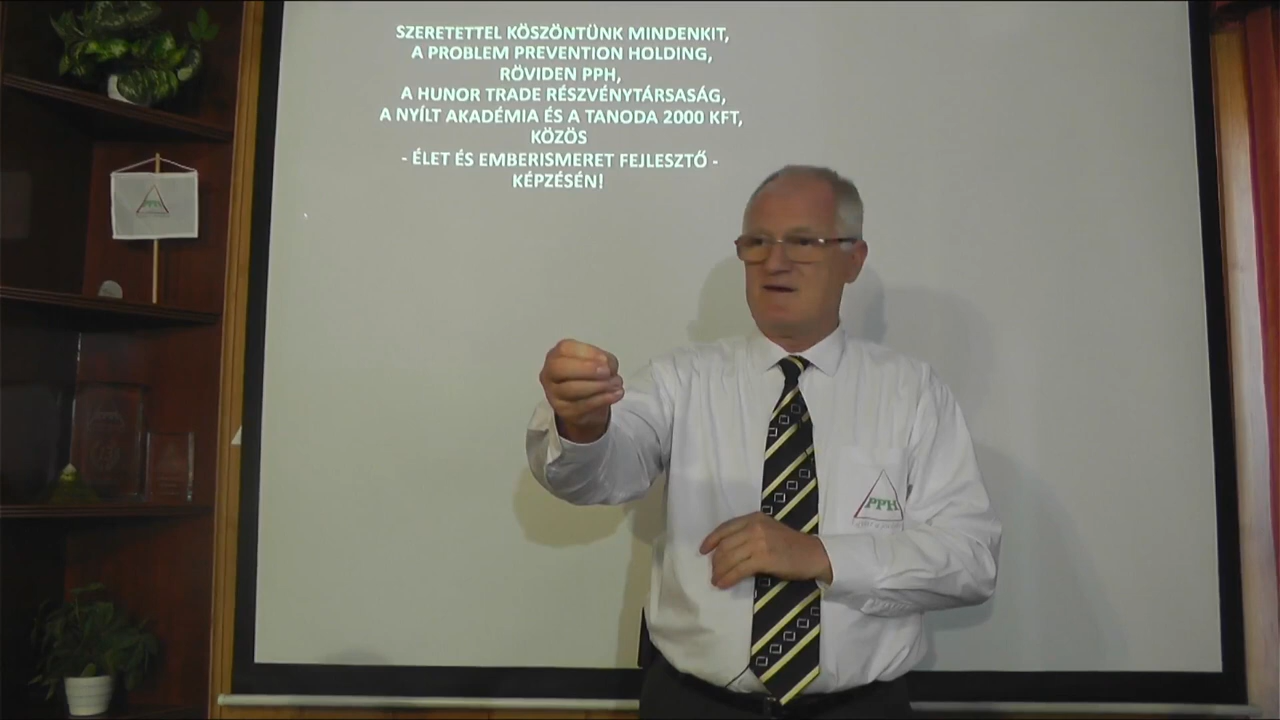 SZERETETTEL KÖSZÖNTÜNK MINDENKIT,
A PROBLEM PREVENTION HOLDING,
RÖVIDEN PPH,
A HUNOR TRADE RÉSZVÉNYTÁRSASÁG,
A NYÍLT AKADÉMIA ÉS A TANODA 2000 KFT,
KÖZÖS
- ÉLET ÉS EMBERISMERET FEJLESZTŐ -
KÉPZÉSÉN!
PPH
PPH